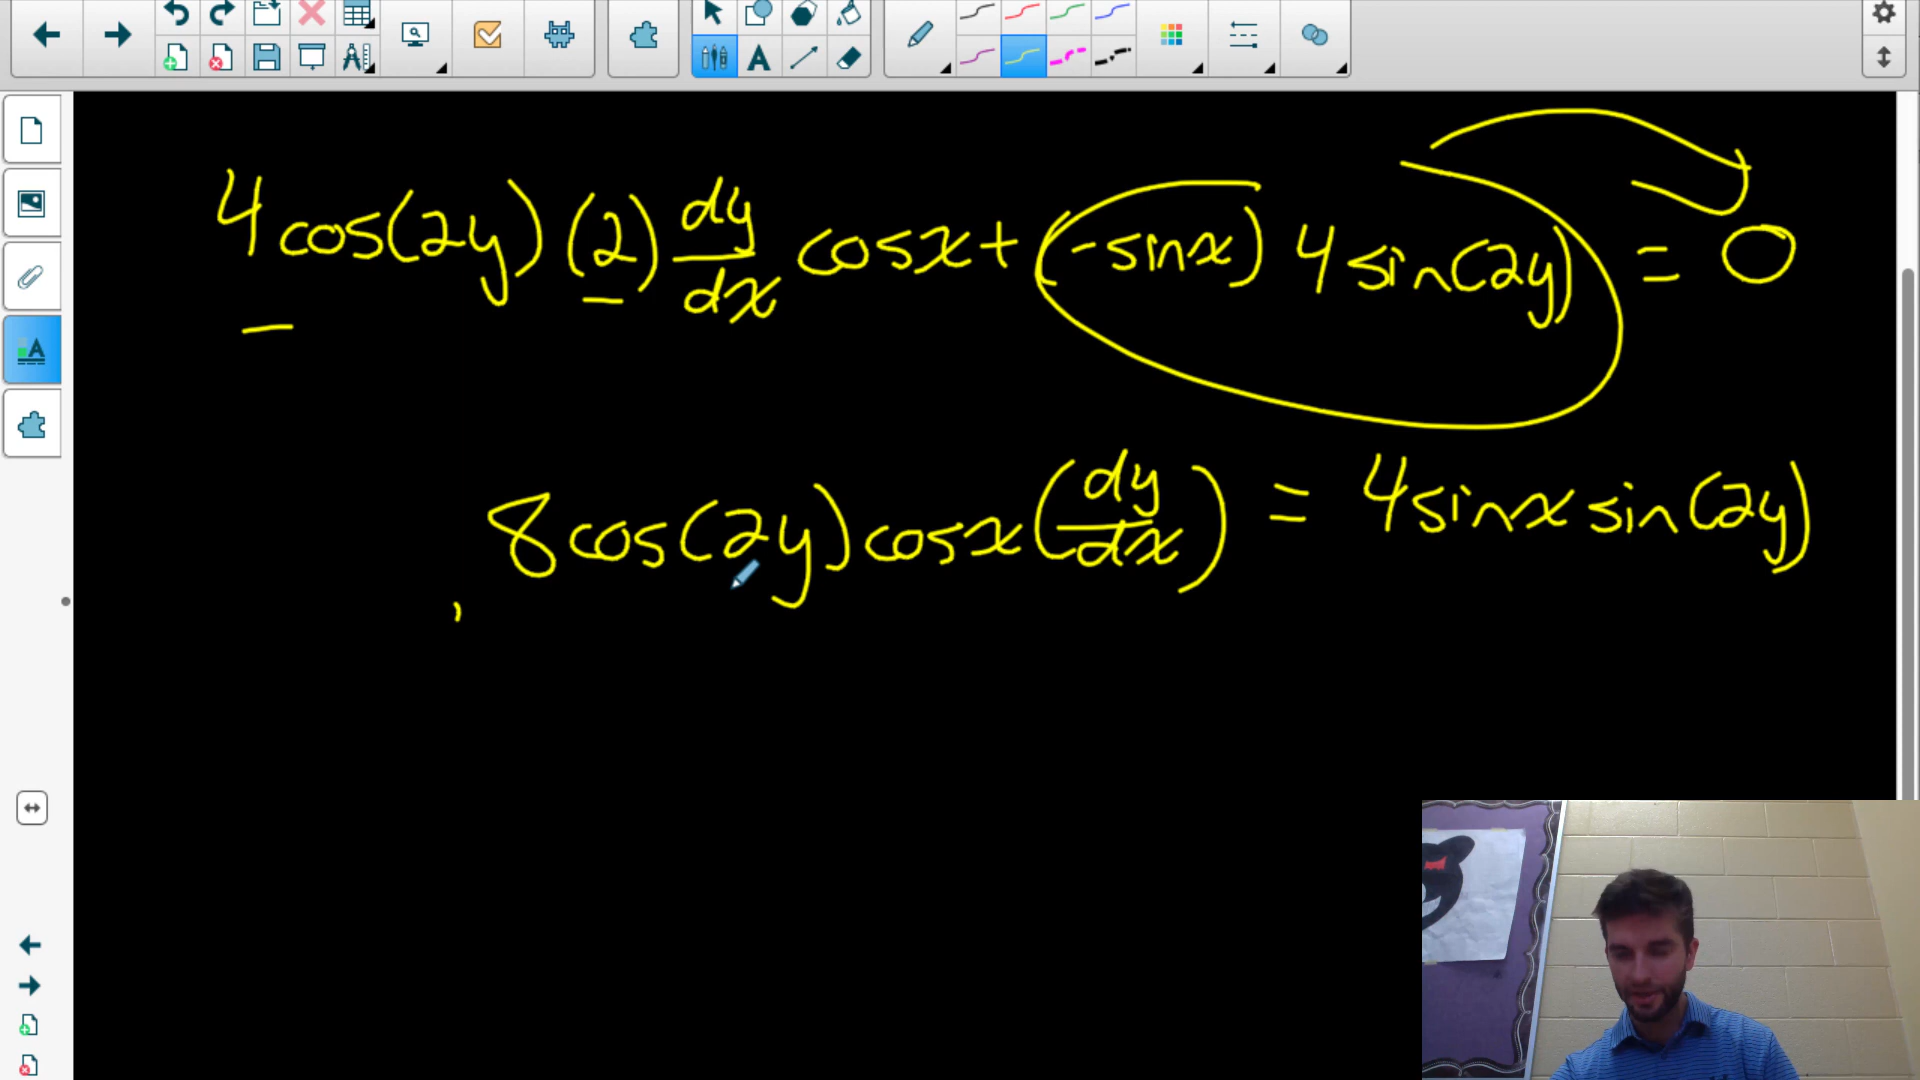 4cos(2y)(2) dy/dx cosx + (-sinx) 4sin(2y) = 0
8cos(2y)cosx(dy/dx) = 4sinx sin(2y)